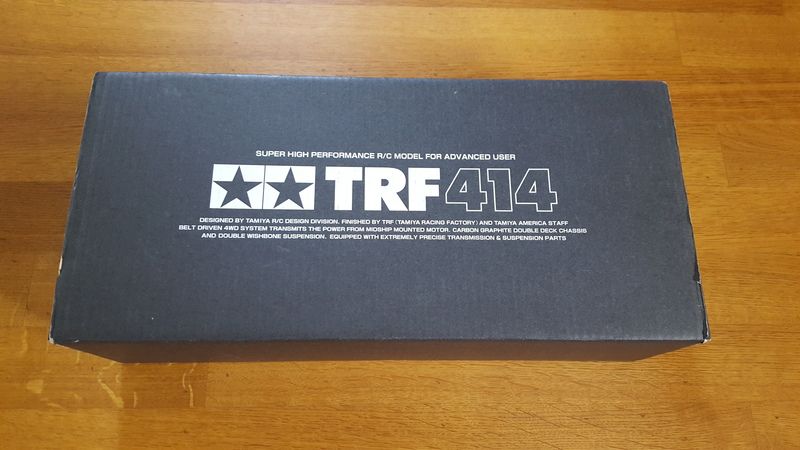 SUPER HIGH PERFORMANCE R/C MODEL FOR ADVANCED USER
TRF414
DESIGNED BY TAMIYA R/C DESIGN DIVISION. FINISHED BY TRF (TAMIYA RACING FACTORY) AND TAMIYA AMERICA STAFF
BELT DRIVEN 4WD SYSTEM TRANSMITS THE POWER FROM MIDSHIP MOUNTED MOTOR. CARBON GRAPHITE DOUBLE DECK CHASSIS
AND DOUBLE WISHBONE SUSPENSION. EQUIPPED WITH EXTREMELY PRECISE TRANSMISSION & SUSPENSION PARTS